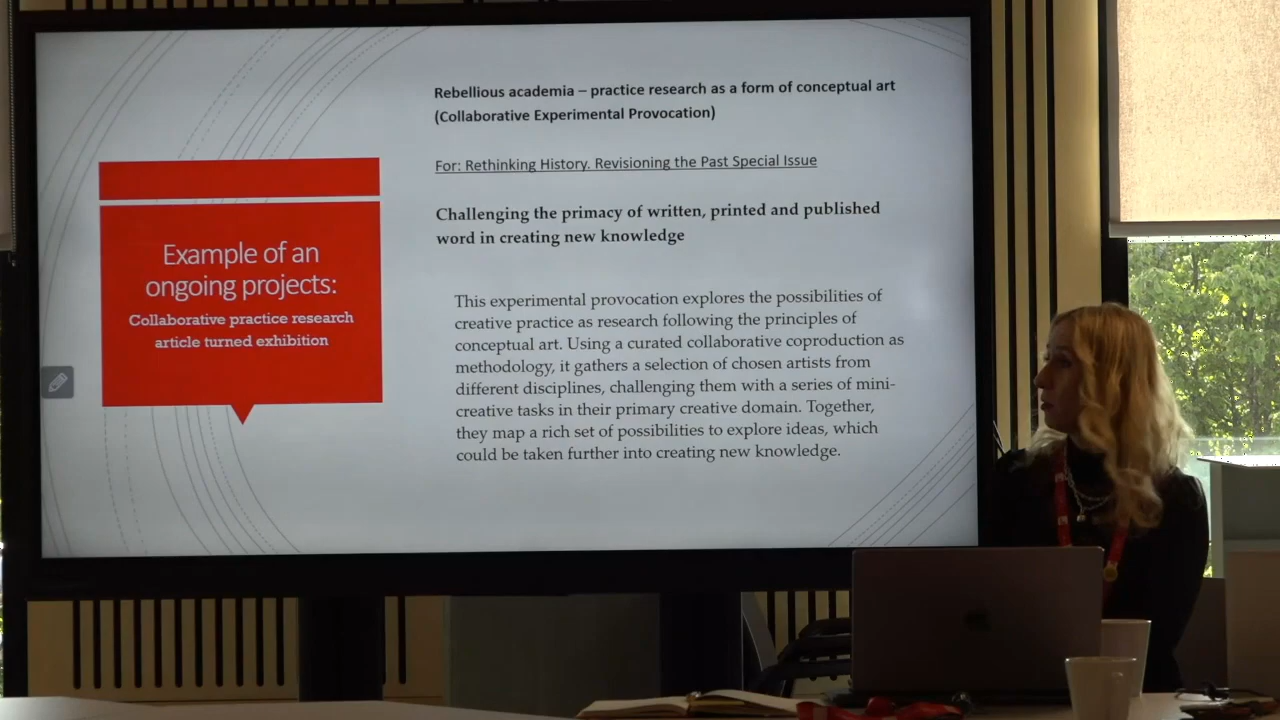 Rebellious academia – practice research as a form of conceptual art
(Collaborative Experimental Provocation)
For: Rethinking History. Revisioning the Past Special Issue
Challenging the primacy of written, printed and published
word in creating new knowledge
Example of an
ongoing projects:
Collaborative practice research
article turned exhibition
This experimental provocation explores the possibilities of
creative practice as research following the principles of
conceptual art. Using a curated collaborative coproduction as
methodology, it gathers a selection of chosen artists from
different disciplines, challenging them with a series of mini-
creative tasks in their primary creative domain. Together,
they map a rich set of possibilities to explore ideas, which
could be taken further into creating new knowledge.